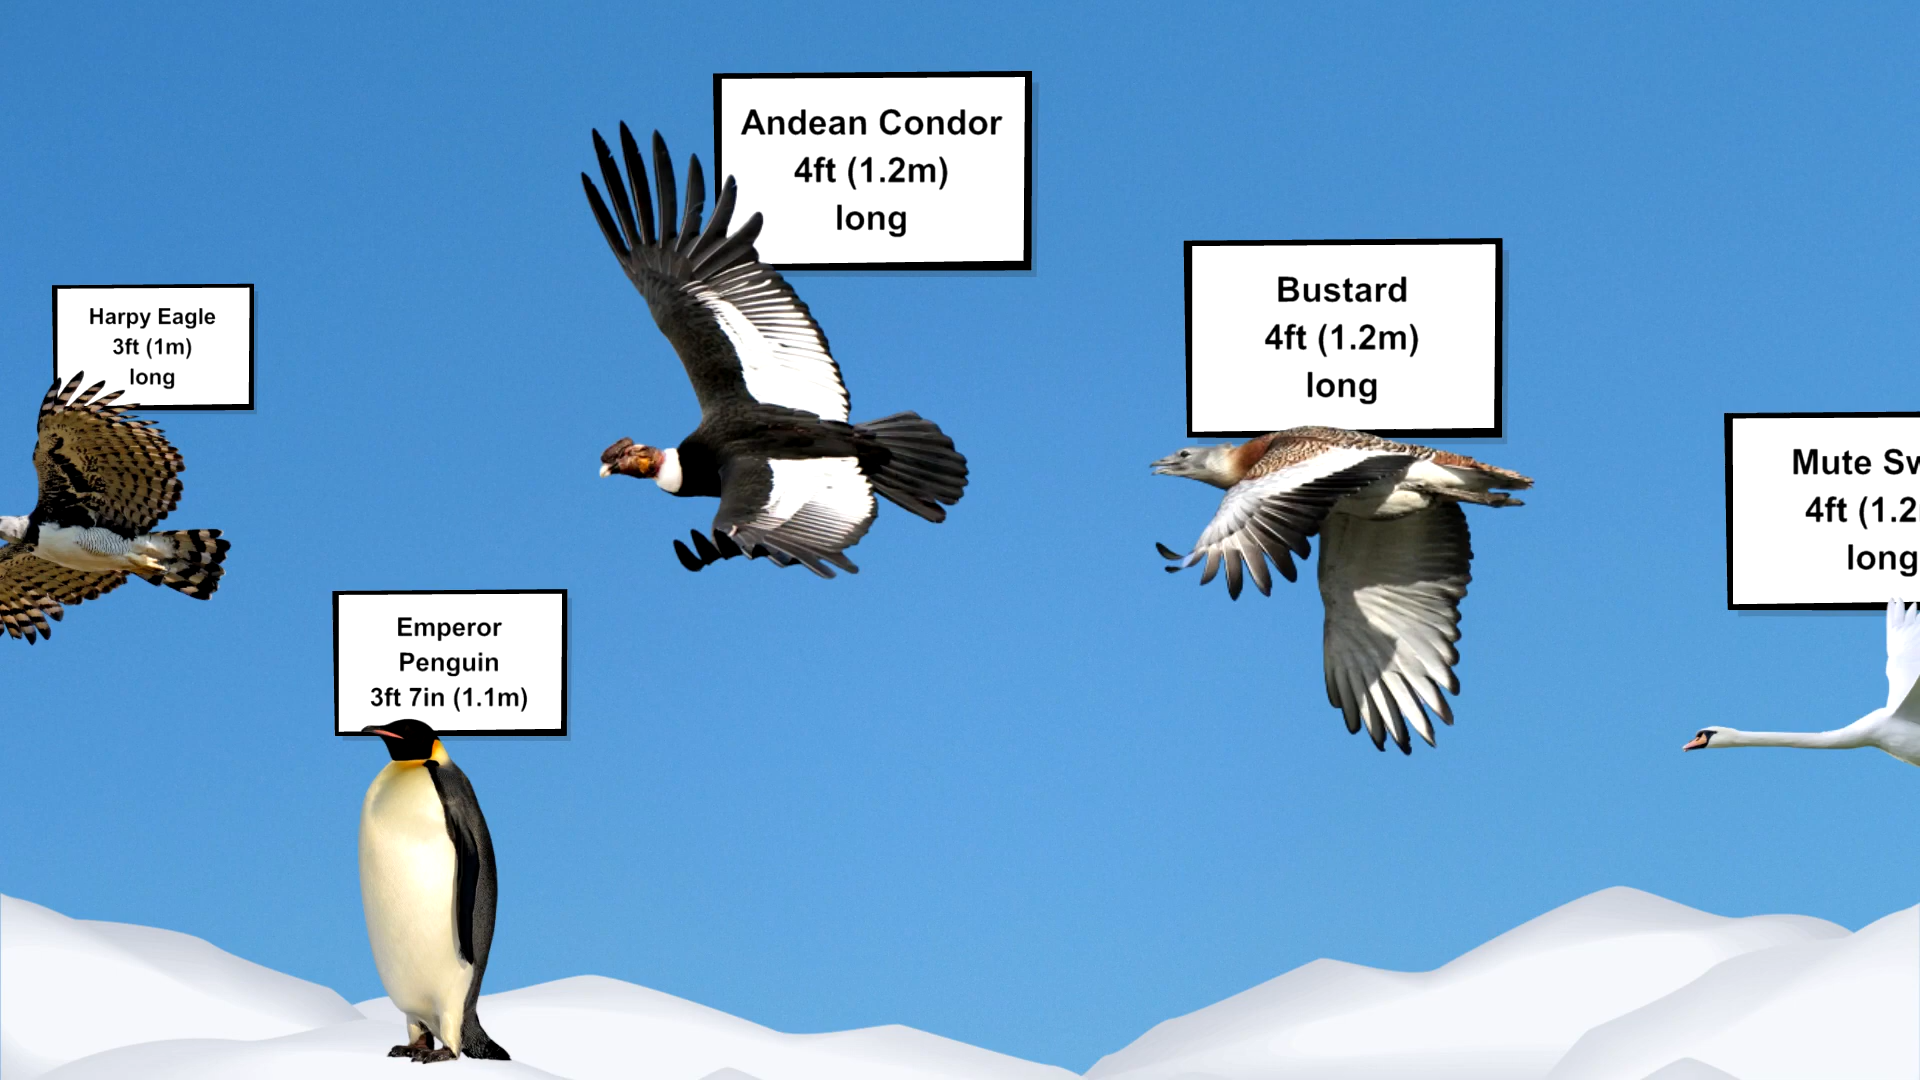 Harpy Eagle
3ft (1m)
long
Emperor
Penguin
3ft 7in (1.1m)
Andean Condor
4ft (1.2m)
long
Bustard
4ft (1.2m)
long
Mute
4ft (1.2
long